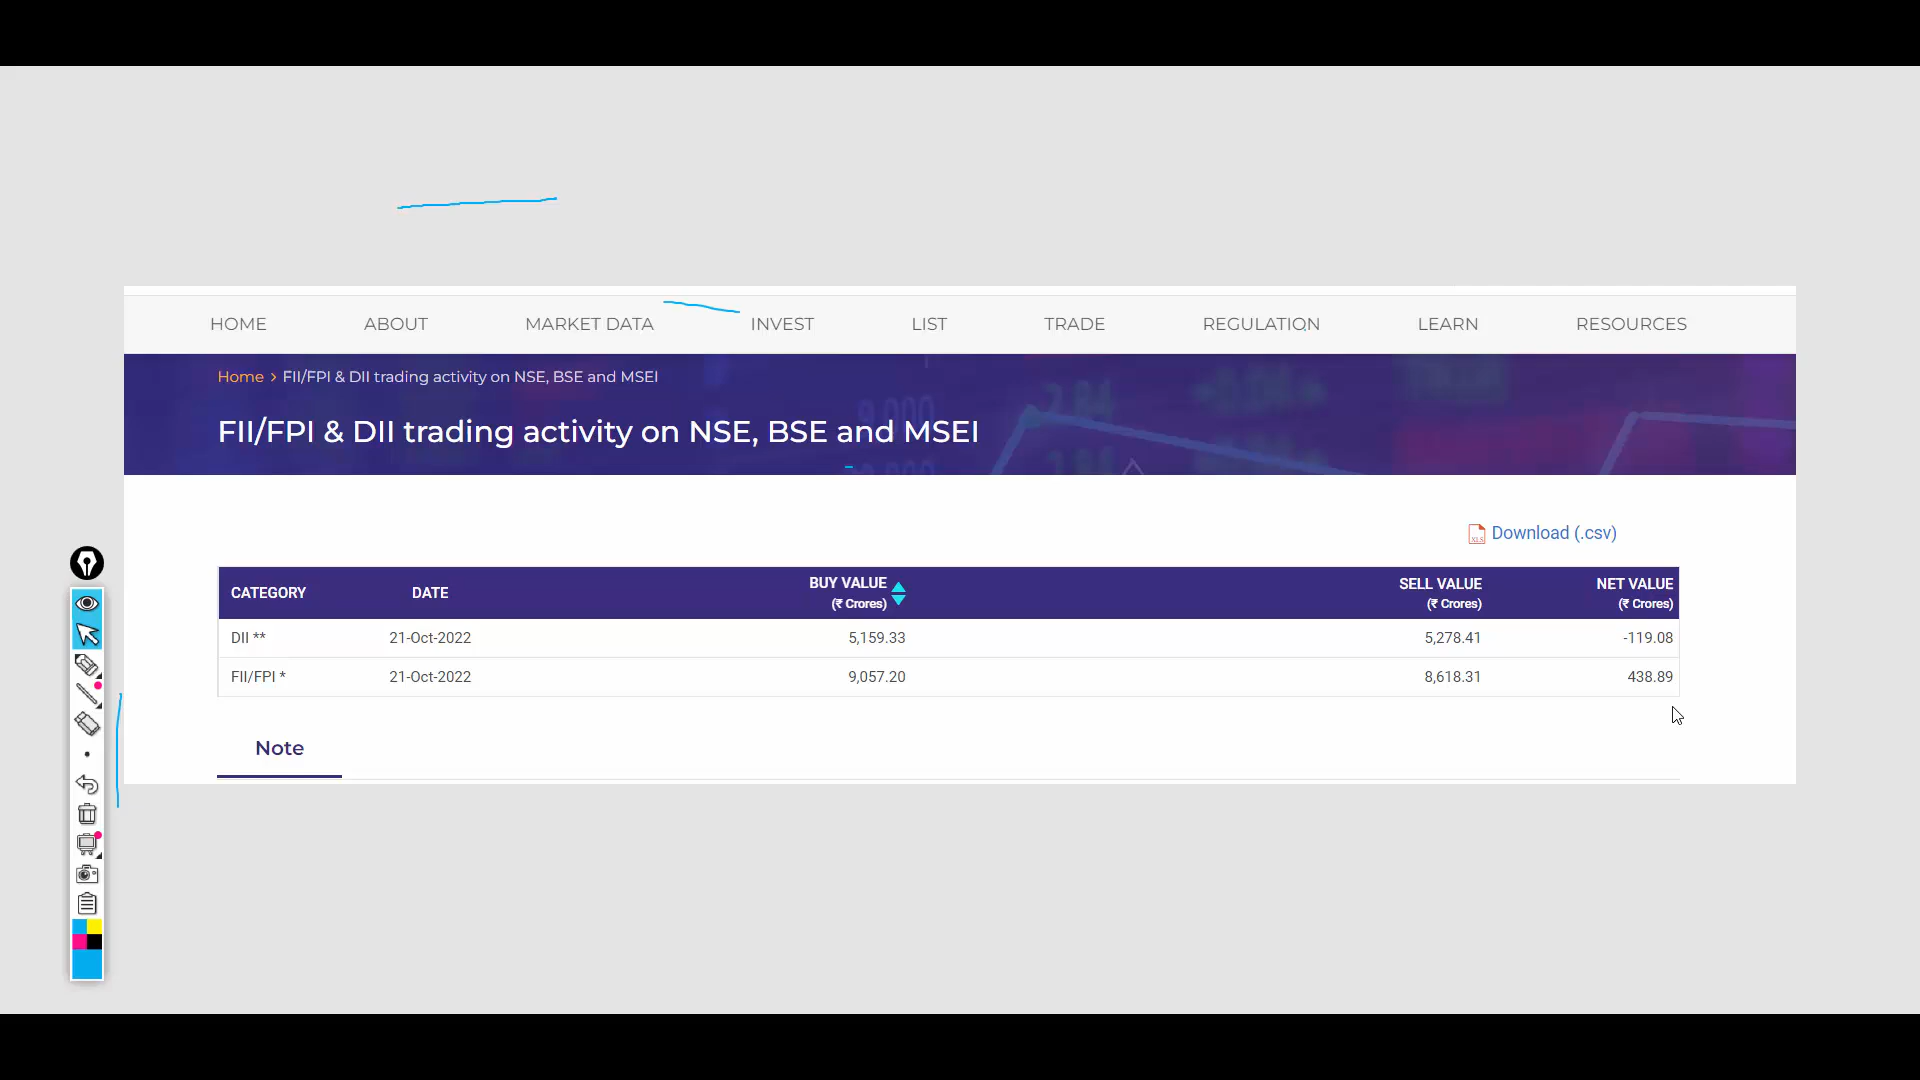 HOME ABOUT MARKET DATA INVEST LIST TRADE REGULATION LEARN RESOURCES
Home > FII/FPI & DII trading activity on NSE, BSE and MSEI
FII/FPI & DII trading activity on NSE, BSE and MSEI
Download (.csv)
CATEGORY DATE BUY VALUE (₹ Crores) SELL VALUE (₹ Crores) NET VALUE (₹ Crores)
DII ** 21-Oct-2022 5,159.33 5,278.41 -119.08
FII/FPI * 21-Oct-2022 9,057.20 8,618.31 438.89
Note